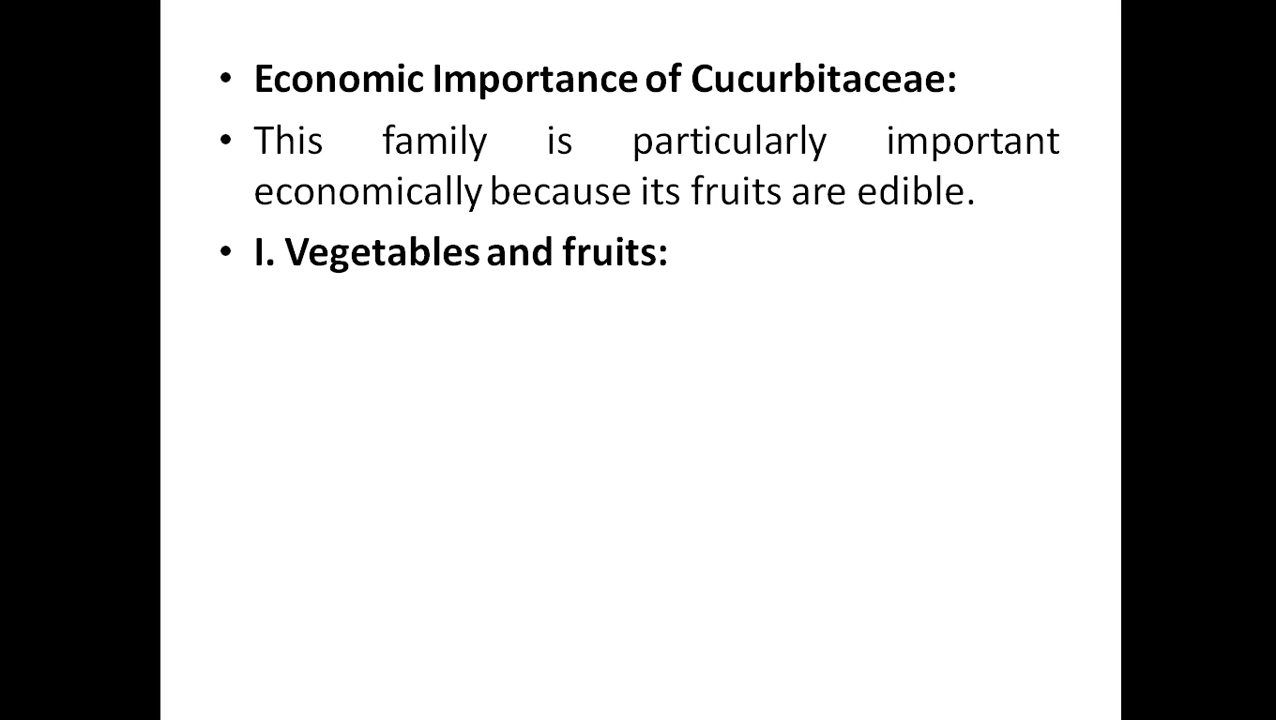 • Economic Importance of Cucurbitaceae:
• This family is particularly important
economically because its fruits are edible.
• I. Vegetables and fruits: